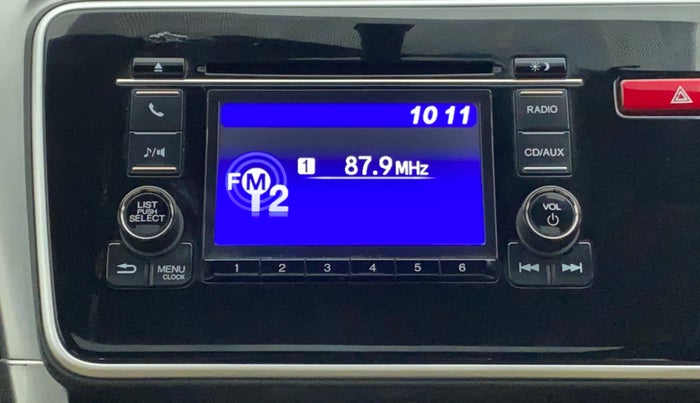 10 11
RADIO
1 87.9 MHz
CD/AUX
FM 12
LIST
PUSH
SELECT
VOL
MENU
CLOCK
1 2 3 4 5 6